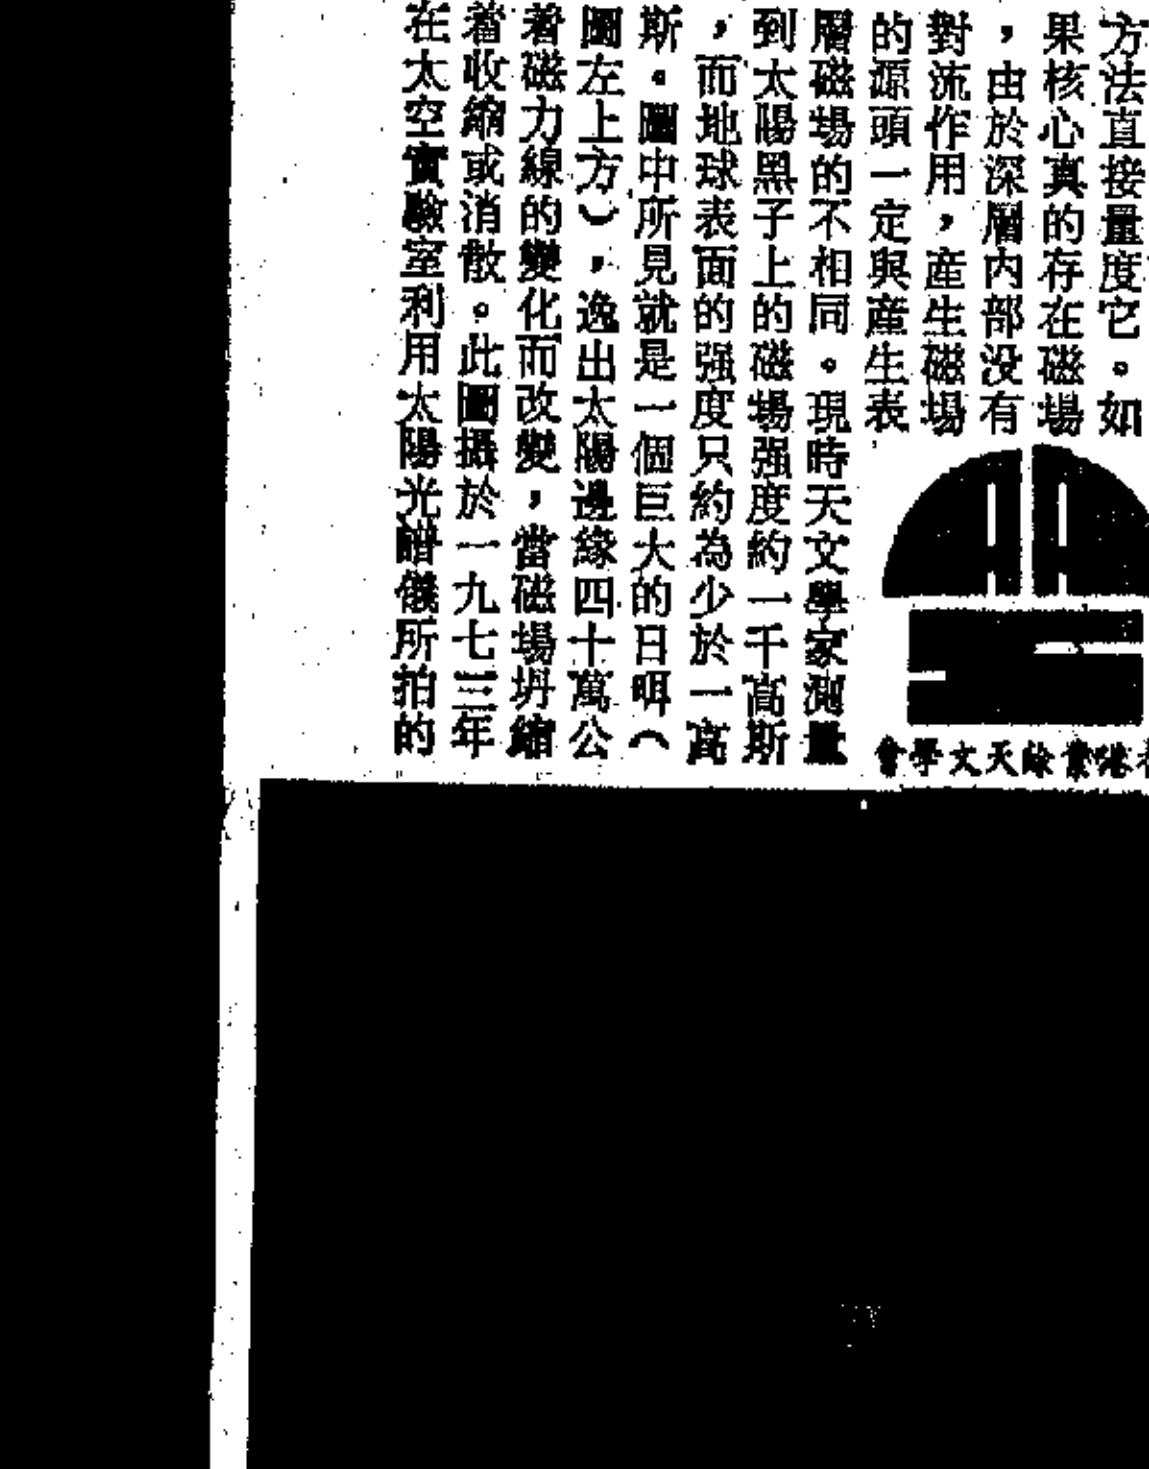 方法直接量度它。如
果核心真的存在磁場
，由於深層內部没有
對流作用，產生磁場
的源頭一定與產生表
層磁場的不相同。現時天文學家測量
到太陽黑子上的磁場强度約一千高斯
，而地球表面的强度只約為少於一高
斯。圖中所見就是一個巨大的日珥（
圖左上方），逸出太陽邊緣四十萬公
着磁力線的變化而改變，當磁場坍縮
着收縮或消散。此圖攝於一九七三年
在太空實驗室利用太陽光譜儀所拍的
會學文天餘業港